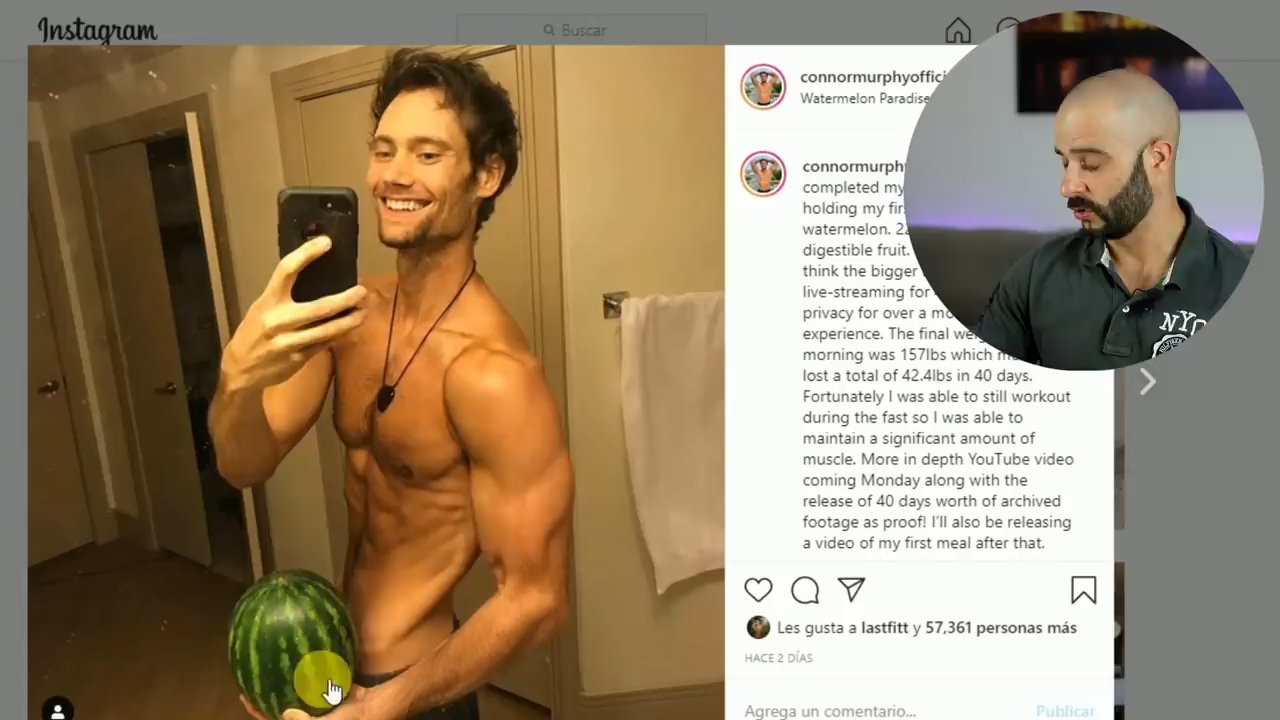 Instagram
Buscar
connormurphyoffici
Watermelon Paradise
connormurphy
completed my
holding my
watermelon.
digestible fruit.
think the bigger
live-streaming for
privacy for over a
experience. The final
morning was 157lbs which
lost a total of 42.4lbs in 40 days.
Fortunately I was able to still workout
during the fast so I was able to
maintain a significant amount of
muscle. More in depth YouTube video
coming Monday along with the
release of 40 days worth of archived
footage as proof! I'll also be releasing
a video of my first meal after that.
Les gusta a lastfitt y 57,361 personas más
HACE 2 DÍAS
Agrega un comentario...
Publicar
NYC